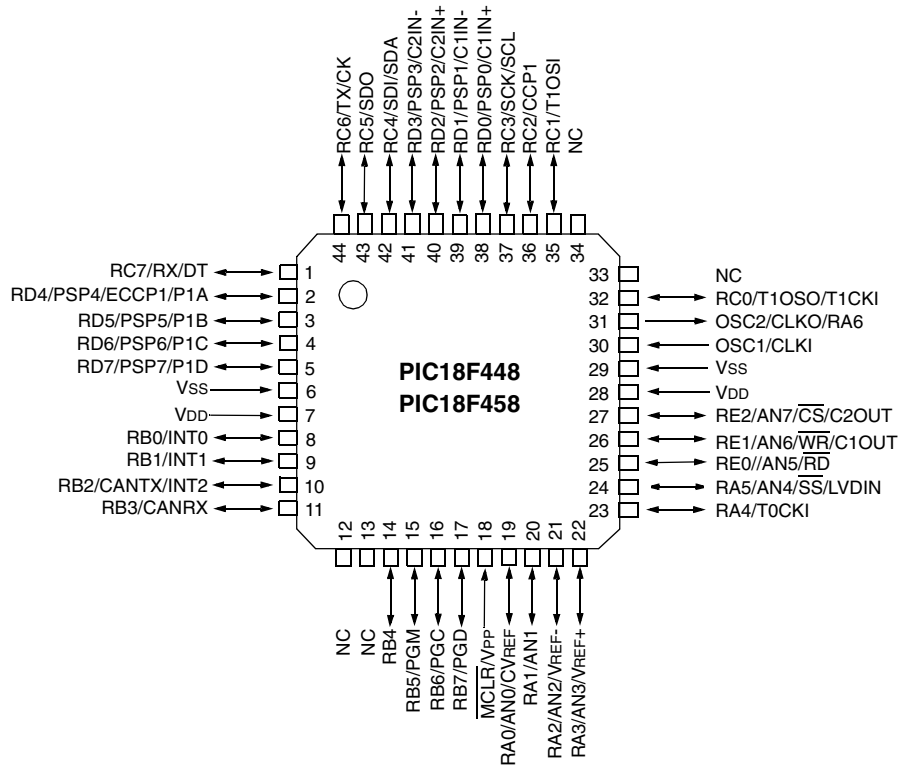 RC6/TX/CK
RC5/SDO
RC4/SDI/SDA
RD3/PSP3/C2IN-
RD2/PSP2/C2IN+
RD1/PSP1/C1IN-
RD0/PSP0/C1IN+
RC3/SCK/SCL
RC2/CCP1
RC1/T1OSI
NC
44
43
42
41
40
39
38
37
36
35
34
RC7/RX/DT
1
RD4/PSP4/ECCP1/P1A
2
RD5/PSP5/P1B
3
RD6/PSP6/P1C
4
RD7/PSP7/P1D
5
VSS
6
VDD
7
RB0/INT0
8
RB1/INT1
9
RB2/CANTX/INT2
10
RB3/CANRX
11
PIC18F448
PIC18F458
33
NC
32
RC0/T1OSO/T1CKI
31
OSC2/CLKO/RA6
30
OSC1/CLKI
29
VSS
28
VDD
27
RE2/AN7/CS/C2OUT
26
RE1/AN6/WR/C1OUT
25
RE0//AN5/RD
24
RA5/AN4/SS/LVDIN
23
RA4/T0CKI
12
13
14
15
16
17
18
19
20
21
22
NC
NC
RB4
RB5/PGM
RB6/PGC
RB7/PGD
MCLR/VPP
RA0/AN0/CVREF
RA1/AN1
RA2/AN2/VREF-
RA3/AN3/VREF+